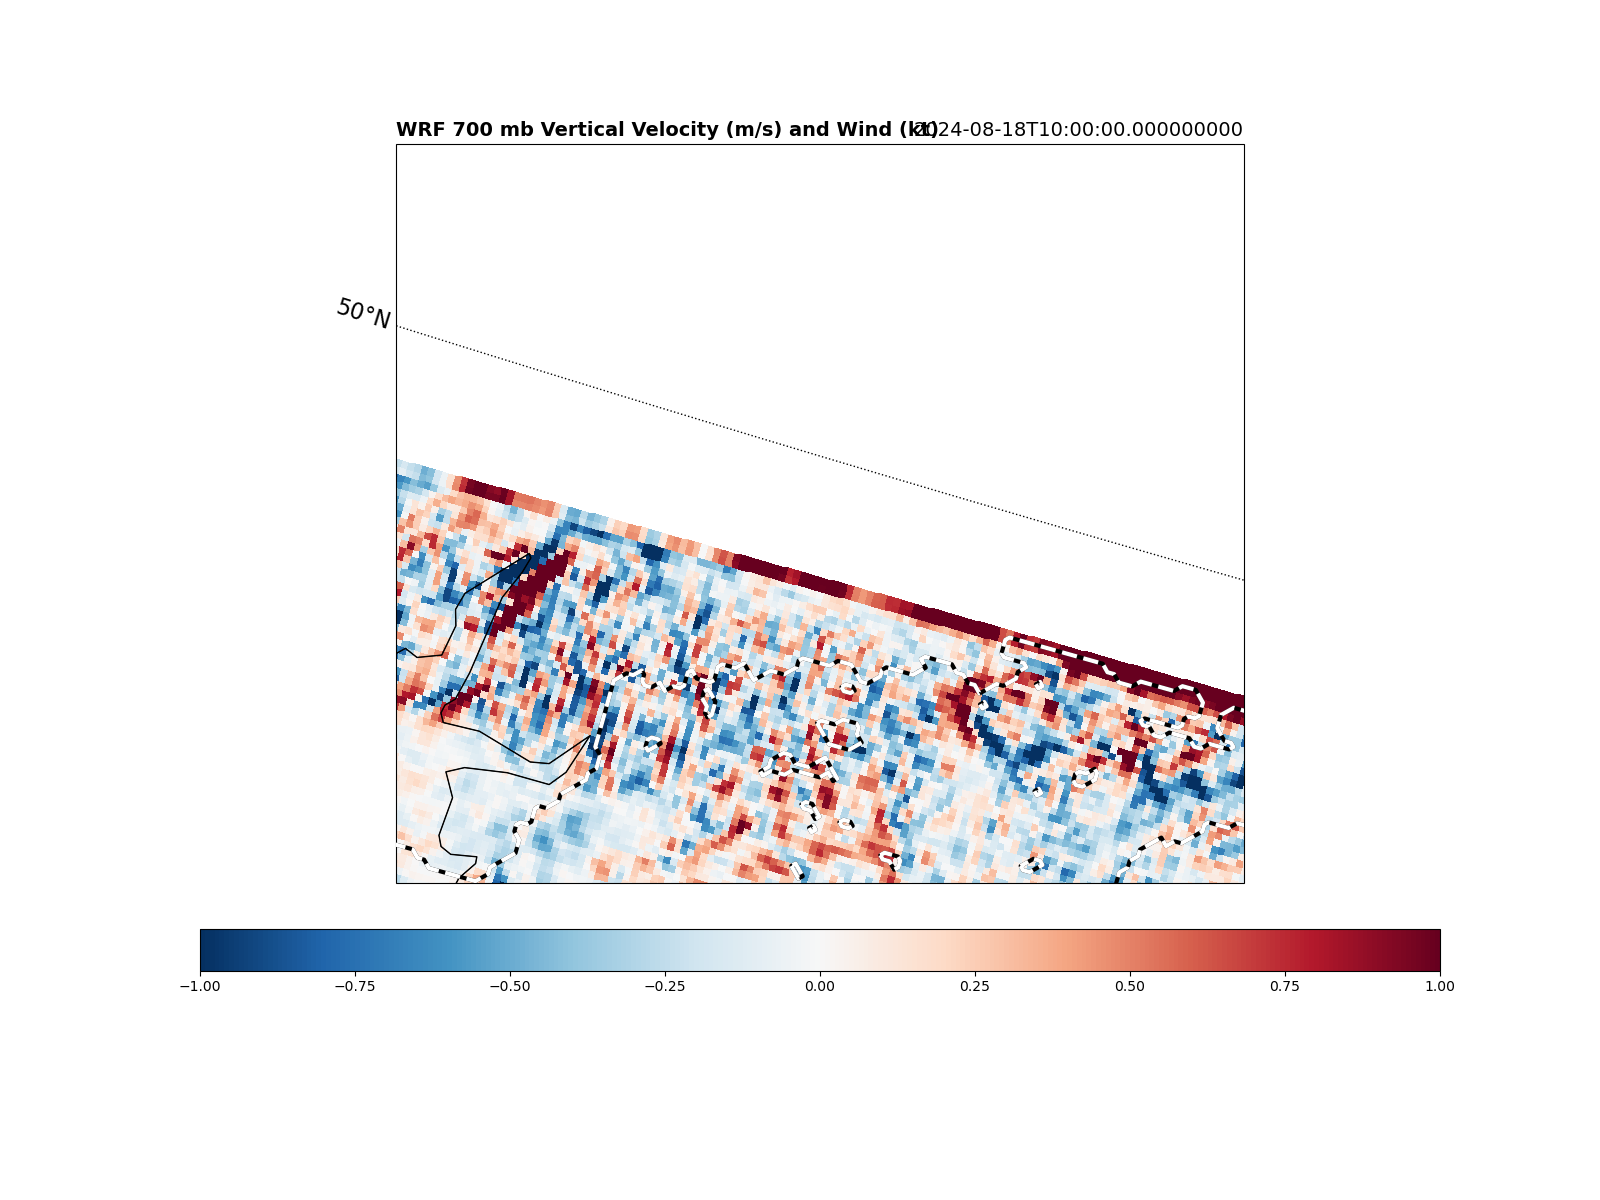 WRF 700 mb Vertical Velocity (m/s) and Wind (kt) 2024-08-18T10:00:00.000000000
50°N
−1.00 −0.75 −0.50 −0.25 0.00 0.25 0.50 0.75 1.00